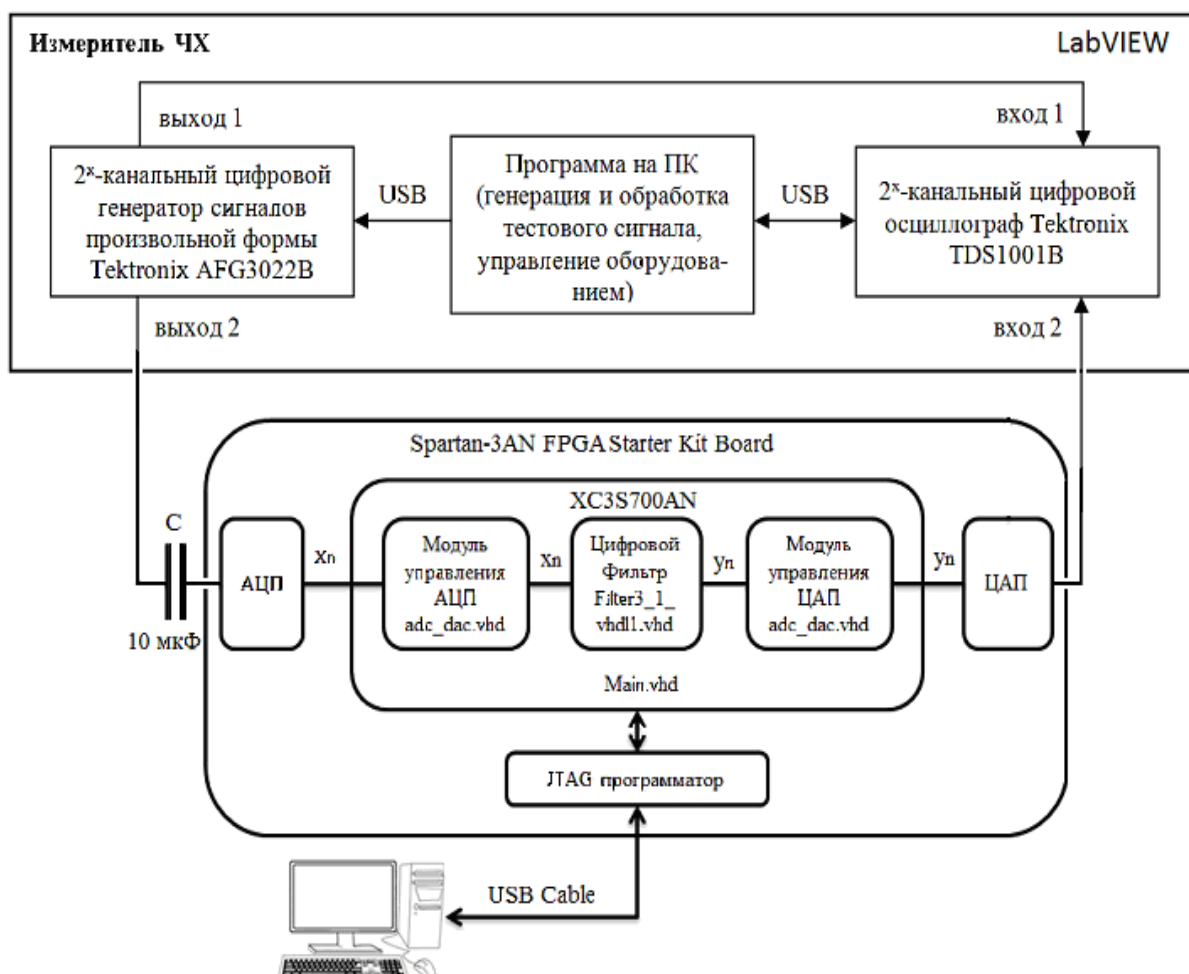 Измеритель ЧХ
LabVIEW
выход 1
вход 1
2ˣ-канальный цифровой
генератор сигналов
произвольной формы
Tektronix AFG3022B
USB
Программа на ПК
(генерация и обработка
тестового сигнала,
управление оборудова-
нием)
USB
2ˣ-канальный цифровой
осциллограф Tektronix
TDS1001B
выход 2
вход 2
Spartan-3AN FPGA Starter Kit Board
XC3S700AN
C
10 мкФ
АЦП
xn
Модуль
управления
АЦП
adc_dac.vhd
xn
Цифровой
Фильтр
Filter3_1_
vhdl1.vhd
yn
Модуль
управления
ЦАП
adc_dac.vhd
yn
ЦАП
Main.vhd
JTAG программатор
USB Cable